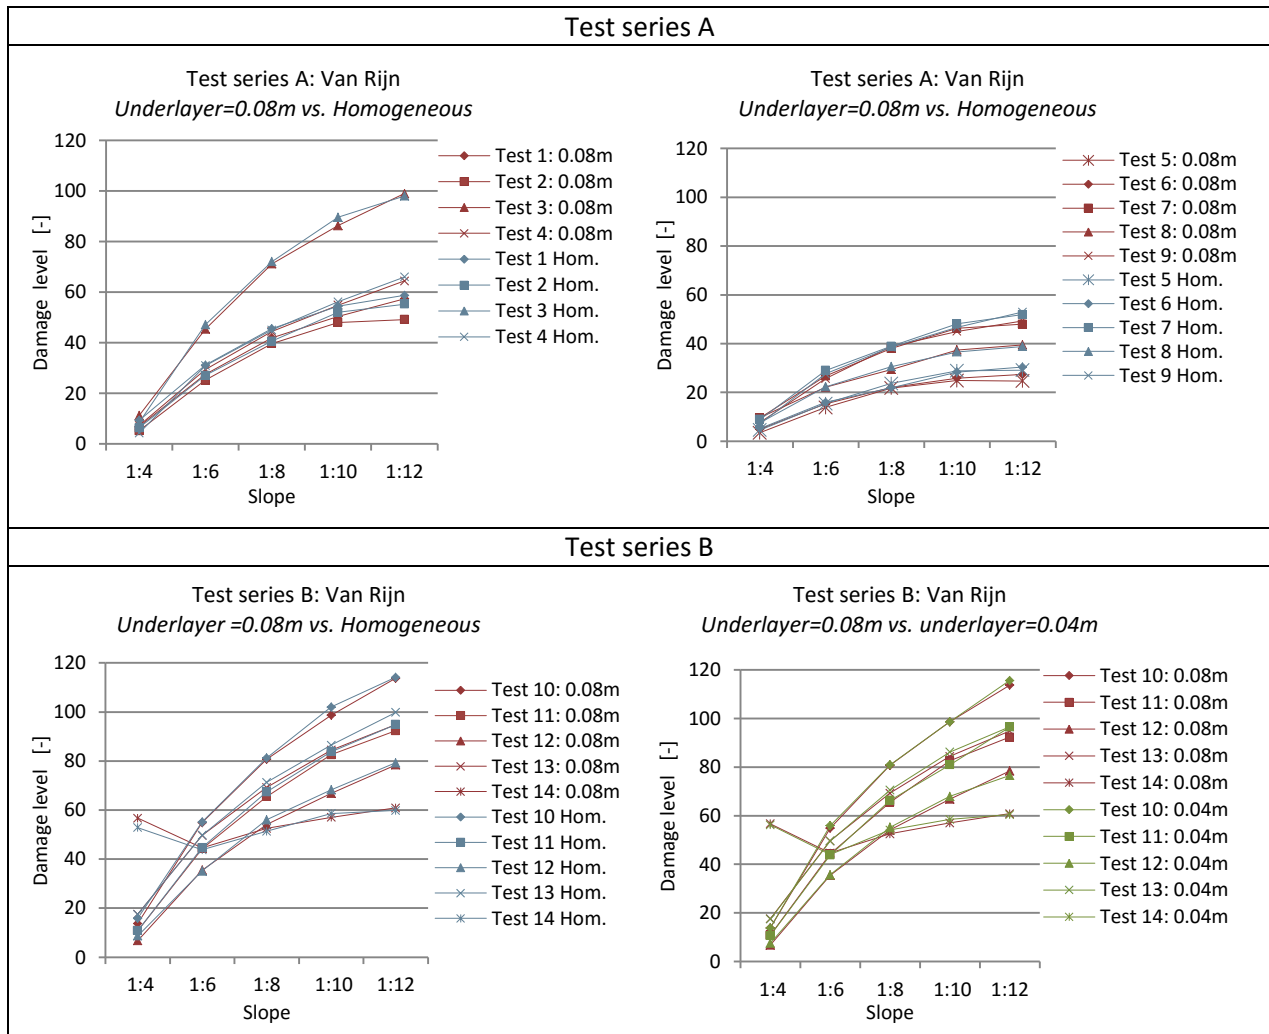 Test series A
Test series A: Van Rijn
Underlayer=0.08m vs. Homogeneous
120
100
80
60
40
20
0
Damage level [-]
1:4 1:6 1:8 1:10 1:12
Slope
Test 1: 0.08m
Test 2: 0.08m
Test 3: 0.08m
Test 4: 0.08m
Test 1 Hom.
Test 2 Hom.
Test 3 Hom.
Test 4 Hom.
Test series A: Van Rijn
Underlayer=0.08m vs. Homogeneous
120
100
80
60
40
20
0
Damage level [-]
1:4 1:6 1:8 1:10 1:12
Slope
Test 5: 0.08m
Test 6: 0.08m
Test 7: 0.08m
Test 8: 0.08m
Test 9: 0.08m
Test 5 Hom.
Test 6 Hom.
Test 7 Hom.
Test 8 Hom.
Test 9 Hom.
Test series B
Test series B: Van Rijn
Underlayer =0.08m vs. Homogeneous
120
100
80
60
40
20
0
Damage level [-]
1:4 1:6 1:8 1:10 1:12
Slope
Test 10: 0.08m
Test 11: 0.08m
Test 12: 0.08m
Test 13: 0.08m
Test 14: 0.08m
Test 10 Hom.
Test 11 Hom.
Test 12 Hom.
Test 13 Hom.
Test 14 Hom.
Test series B: Van Rijn
Underlayer=0.08m vs. underlayer=0.04m
120
100
80
60
40
20
0
Damage level [-]
1:4 1:6 1:8 1:10 1:12
Slope
Test 10: 0.08m
Test 11: 0.08m
Test 12: 0.08m
Test 13: 0.08m
Test 14: 0.08m
Test 10: 0.04m
Test 11: 0.04m
Test 12: 0.04m
Test 13: 0.04m
Test 14: 0.04m